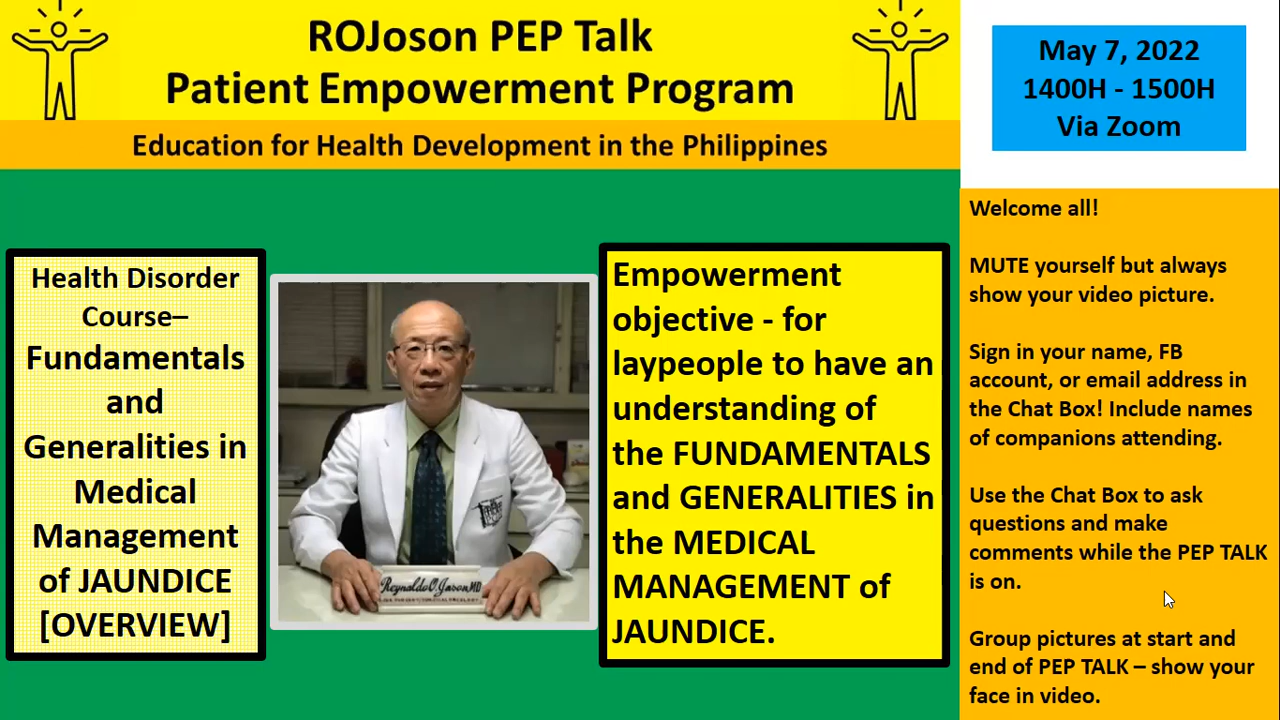 ROJoson PEP Talk
Patient Empowerment Program
Education for Health Development in the Philippines
May 7, 2022
1400H - 1500H
Via Zoom
Health Disorder
Course–
Fundamentals
and
Generalities in
Medical
Management
of JAUNDICE
[OVERVIEW]
Reynaldo O. Joson, MD
Empowerment
objective - for
laypeople to have an
understanding of
the FUNDAMENTALS
and GENERALITIES in
the MEDICAL
MANAGEMENT of
JAUNDICE.
Welcome all!
MUTE yourself but always
show your video picture.
Sign in your name, FB
account, or email address in
the Chat Box! Include names
of companions attending.
Use the Chat Box to ask
questions and make
comments while the PEP TALK
is on.
Group pictures at start and
end of PEP TALK – show your
face in video.